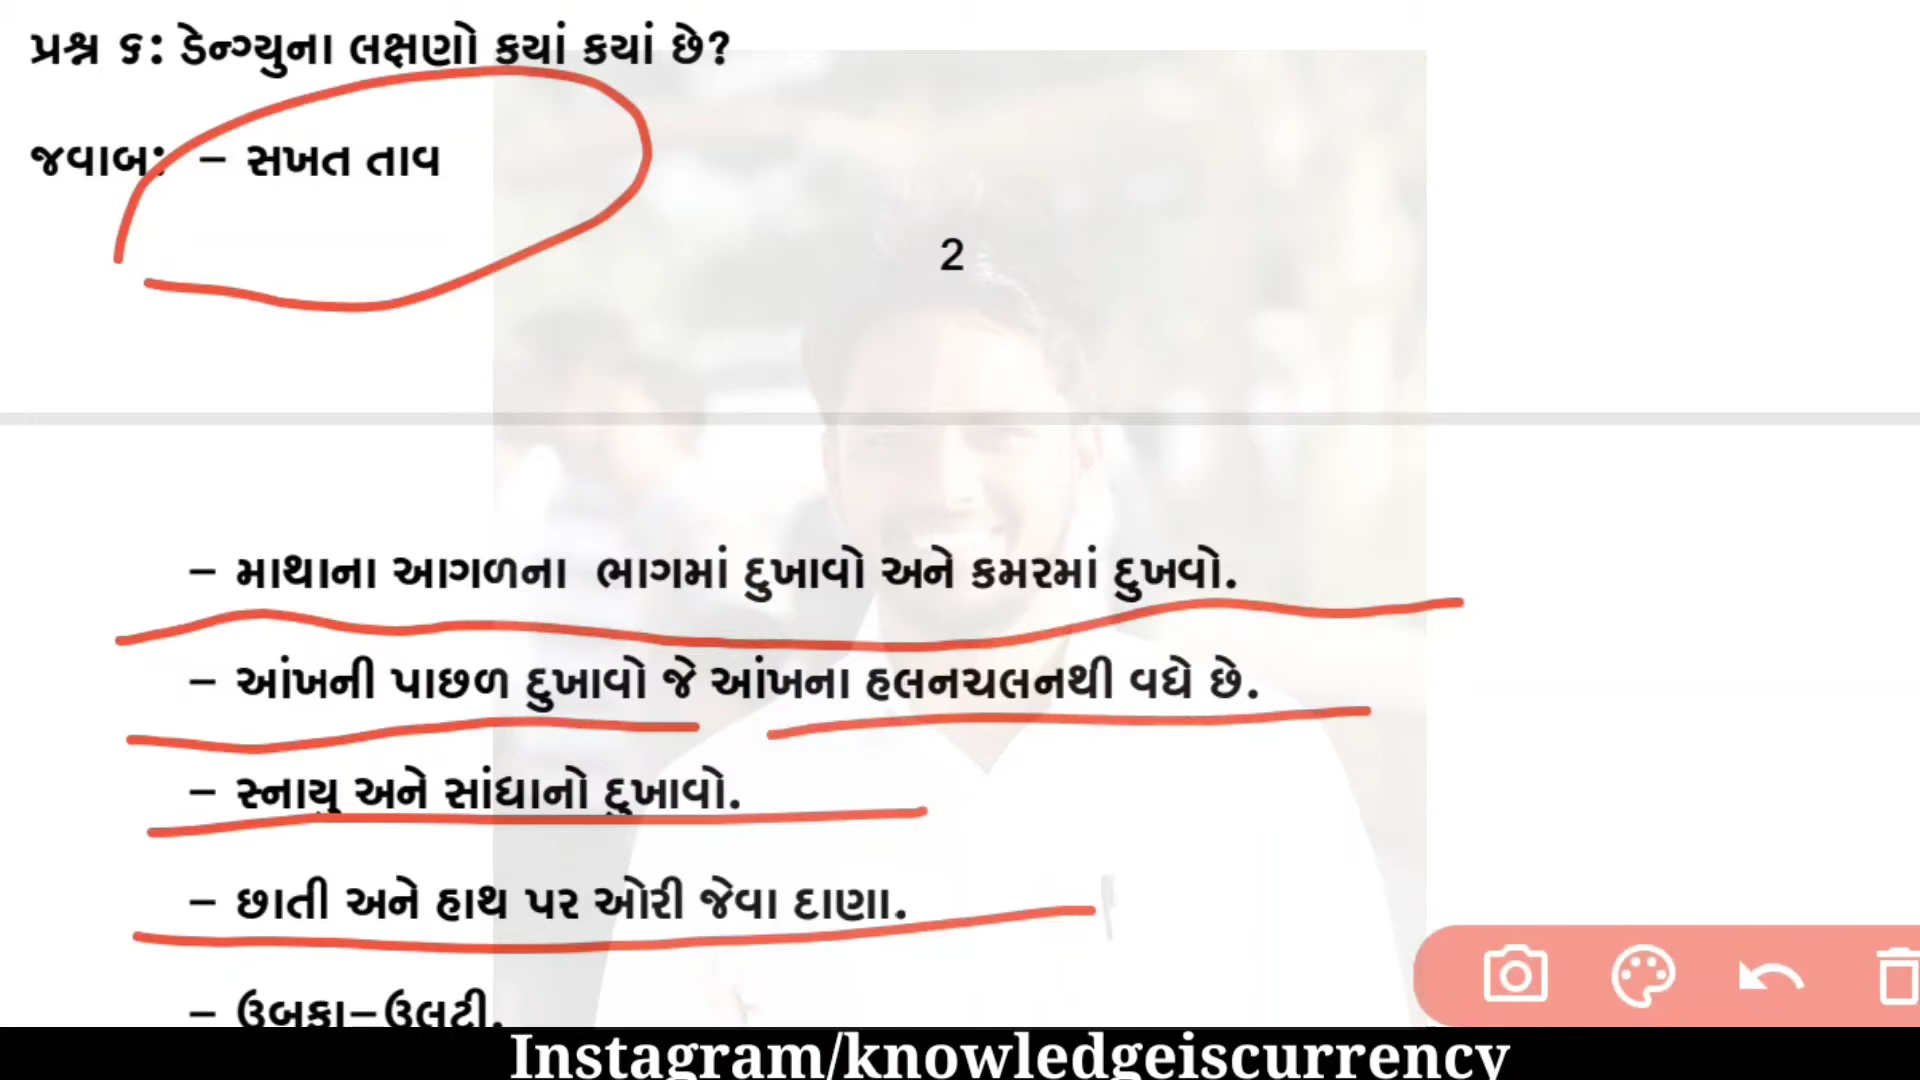 પ્રશ્ન ૬: ડેન્ગ્યુના લક્ષણો કયાં કયાં છે?
જવાબ: – સખત તાવ
2
– માથાના આગળના ભાગમાં દુખાવો અને કમરમાં દુખવો.
– આંખની પાછળ દુખાવો જે આંખના હલનચલનથી વધે છે.
– સ્નાયુ અને સાંધાનો દુખાવો.
– છાતી અને હાથ પર ઓરી જેવા દાણા.
– ઉબકા–ઉલટી.
Instagram/knowledgeiscurrency